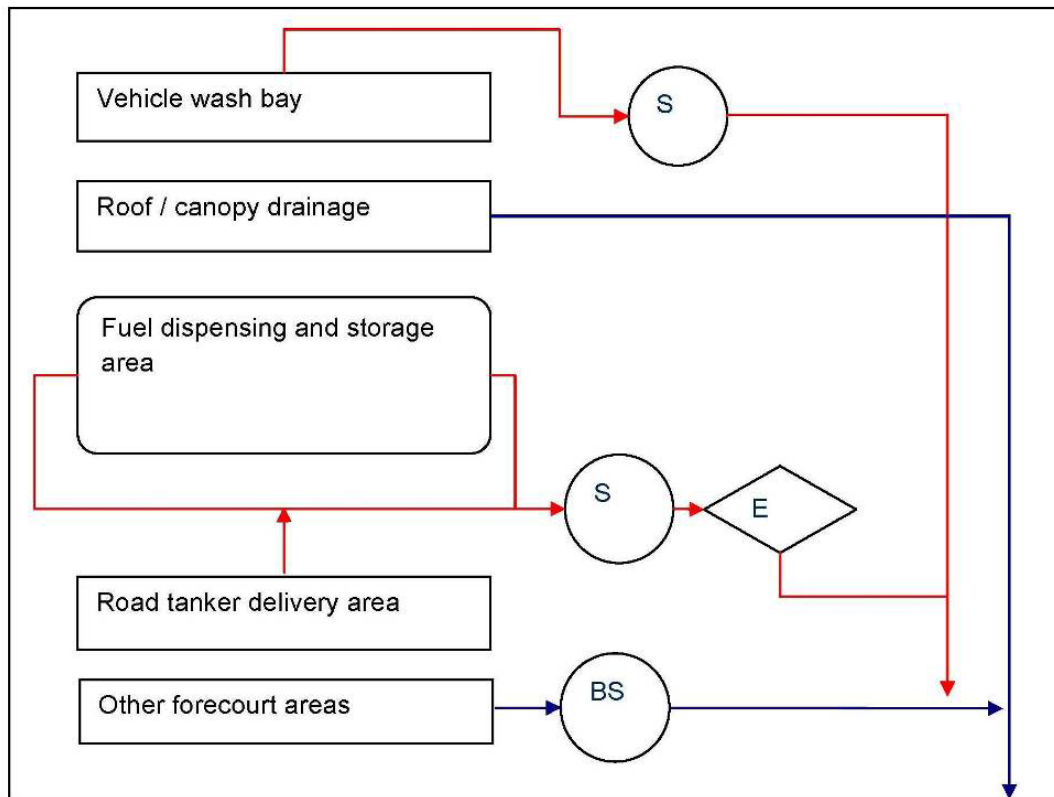 Vehicle wash bay
S
Roof / canopy drainage
Fuel dispensing and storage
area
S
E
Road tanker delivery area
Other forecourt areas
BS